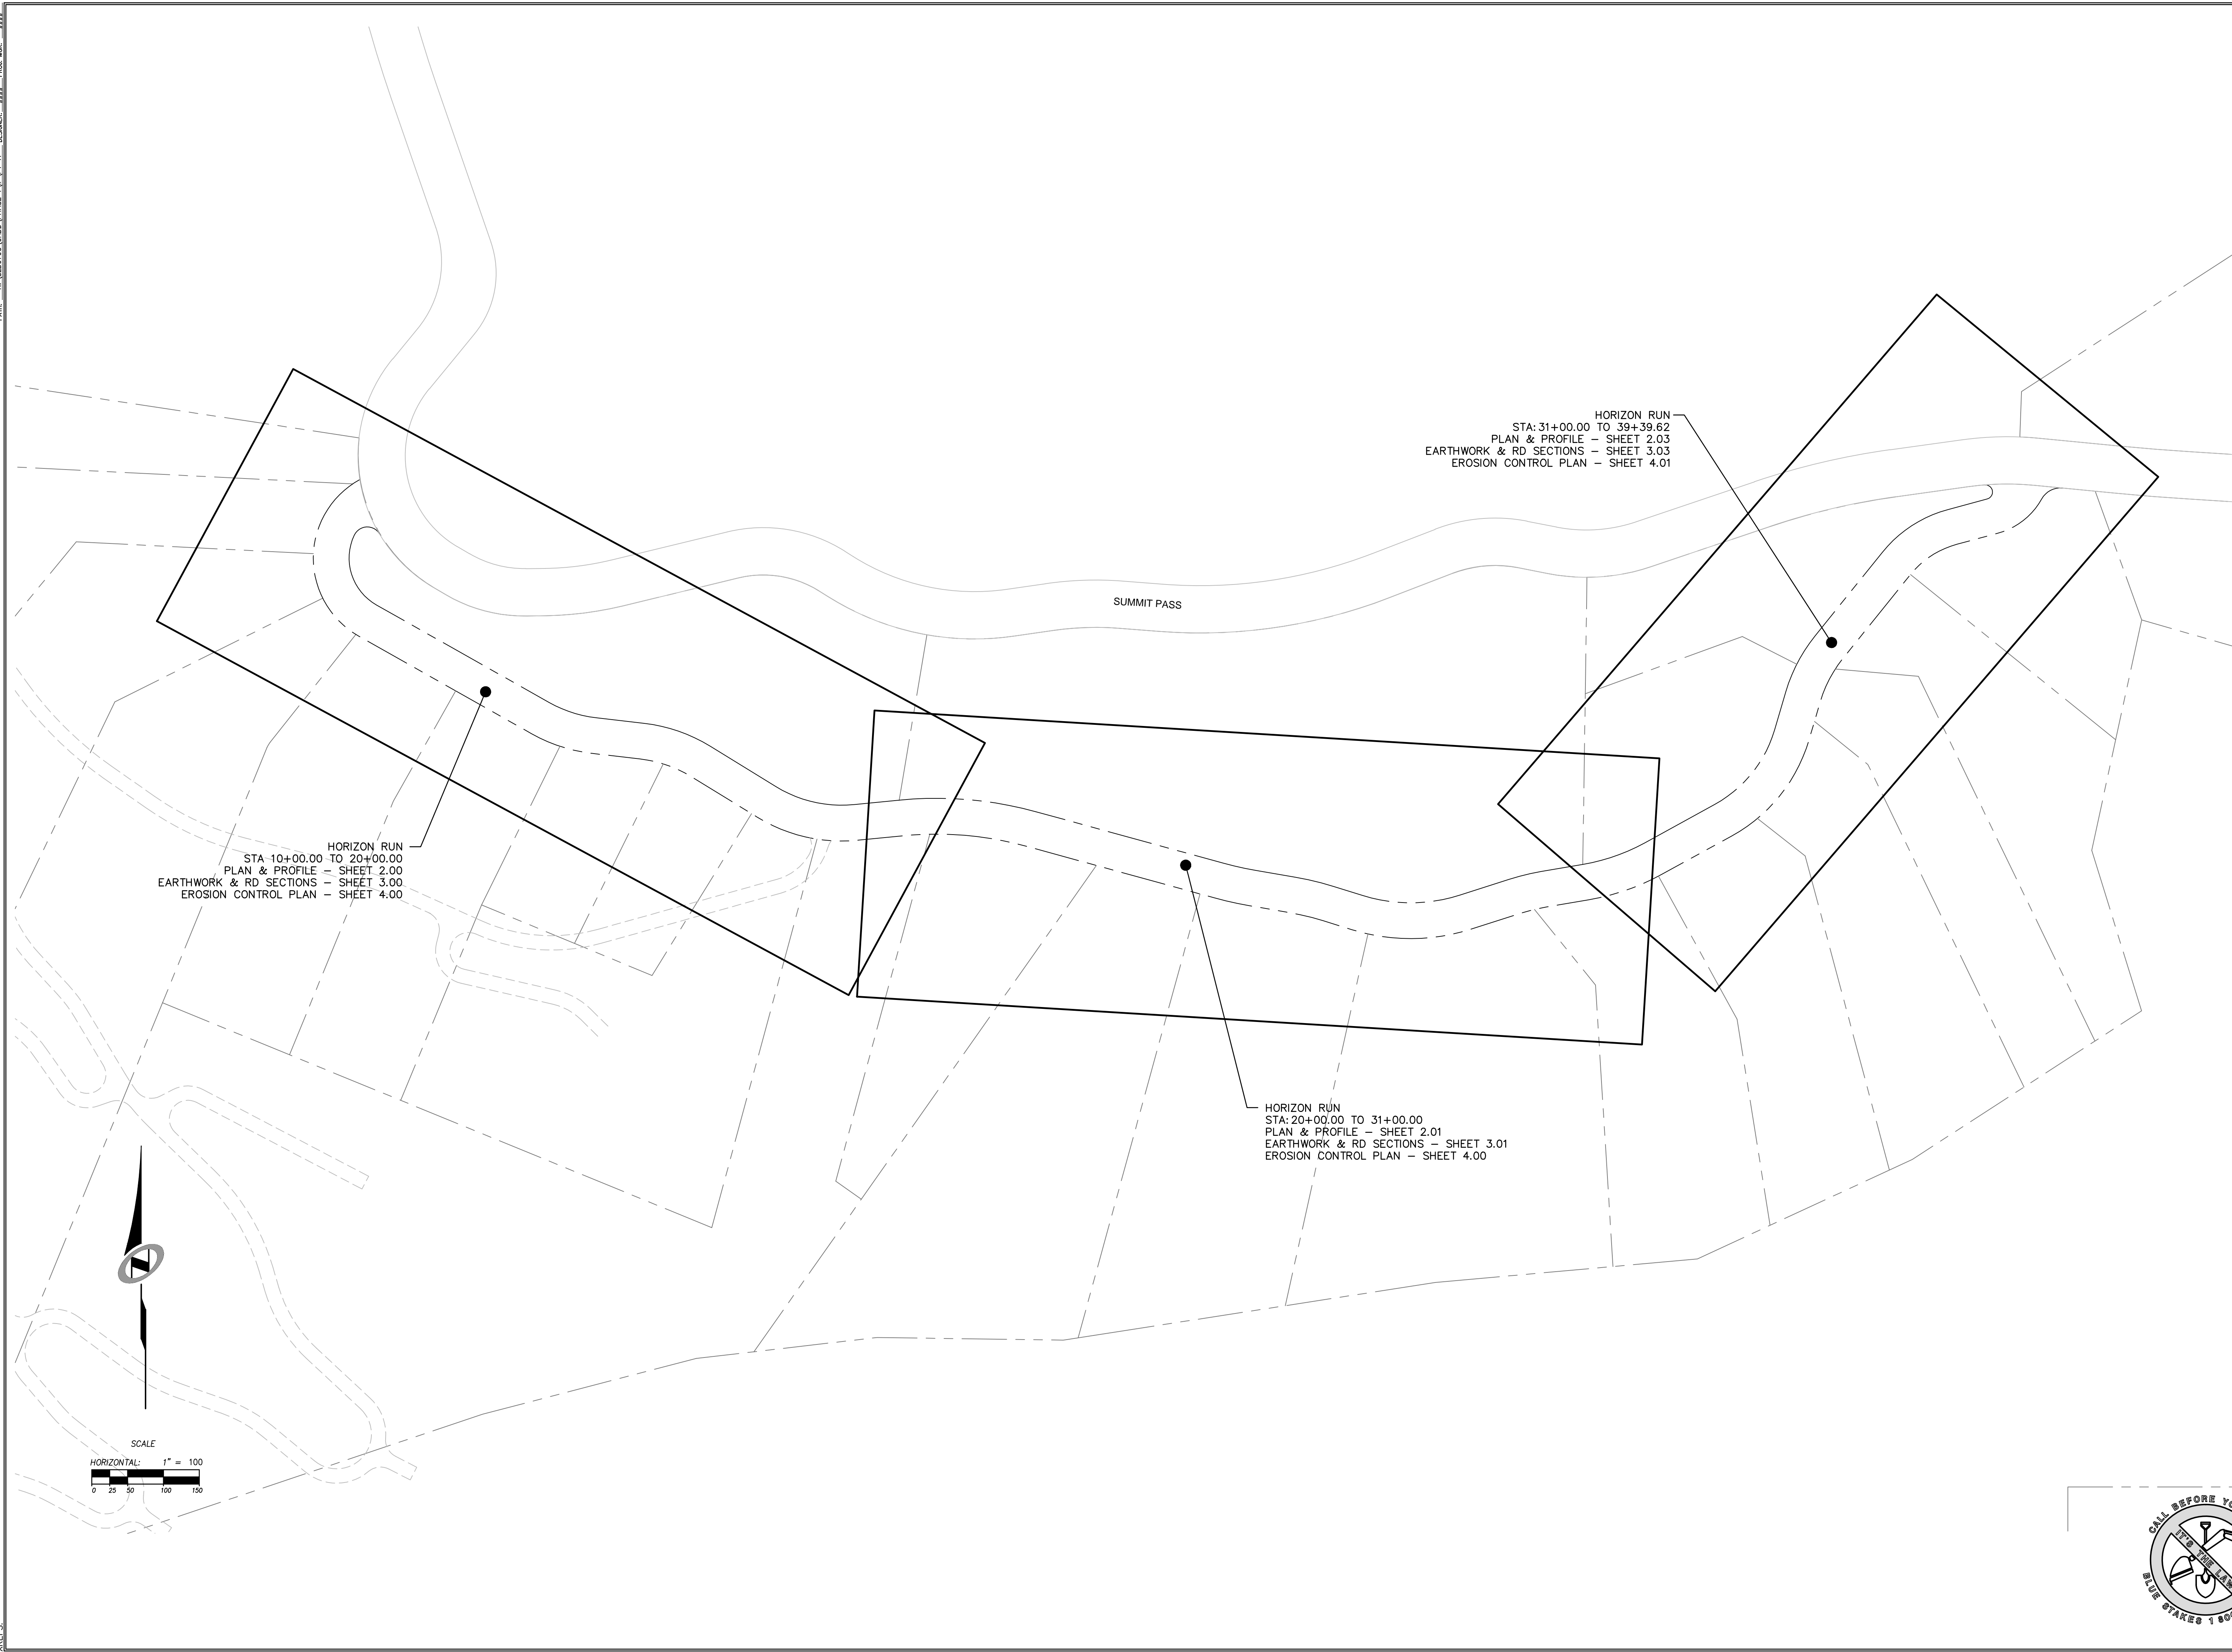 HORIZON RUN
STA: 31+00.00 TO 39+39.62
PLAN & PROFILE – SHEET 2.03
EARTHWORK & RD SECTIONS – SHEET 3.03
EROSION CONTROL PLAN – SHEET 4.01
SUMMIT PASS
HORIZON RUN
STA 10+00.00 TO 20+00.00
PLAN & PROFILE – SHEET 2.00
EARTHWORK & RD SECTIONS – SHEET 3.00
EROSION CONTROL PLAN – SHEET 4.00
HORIZON RUN
STA: 20+00.00 TO 31+00.00
PLAN & PROFILE – SHEET 2.01
EARTHWORK & RD SECTIONS – SHEET 3.01
EROSION CONTROL PLAN – SHEET 4.00
N
SCALE
HORIZONTAL: 1" = 100
0 25 50 100 150
CALL BEFORE
IT'S THE LAW
BLUE STAKES 1